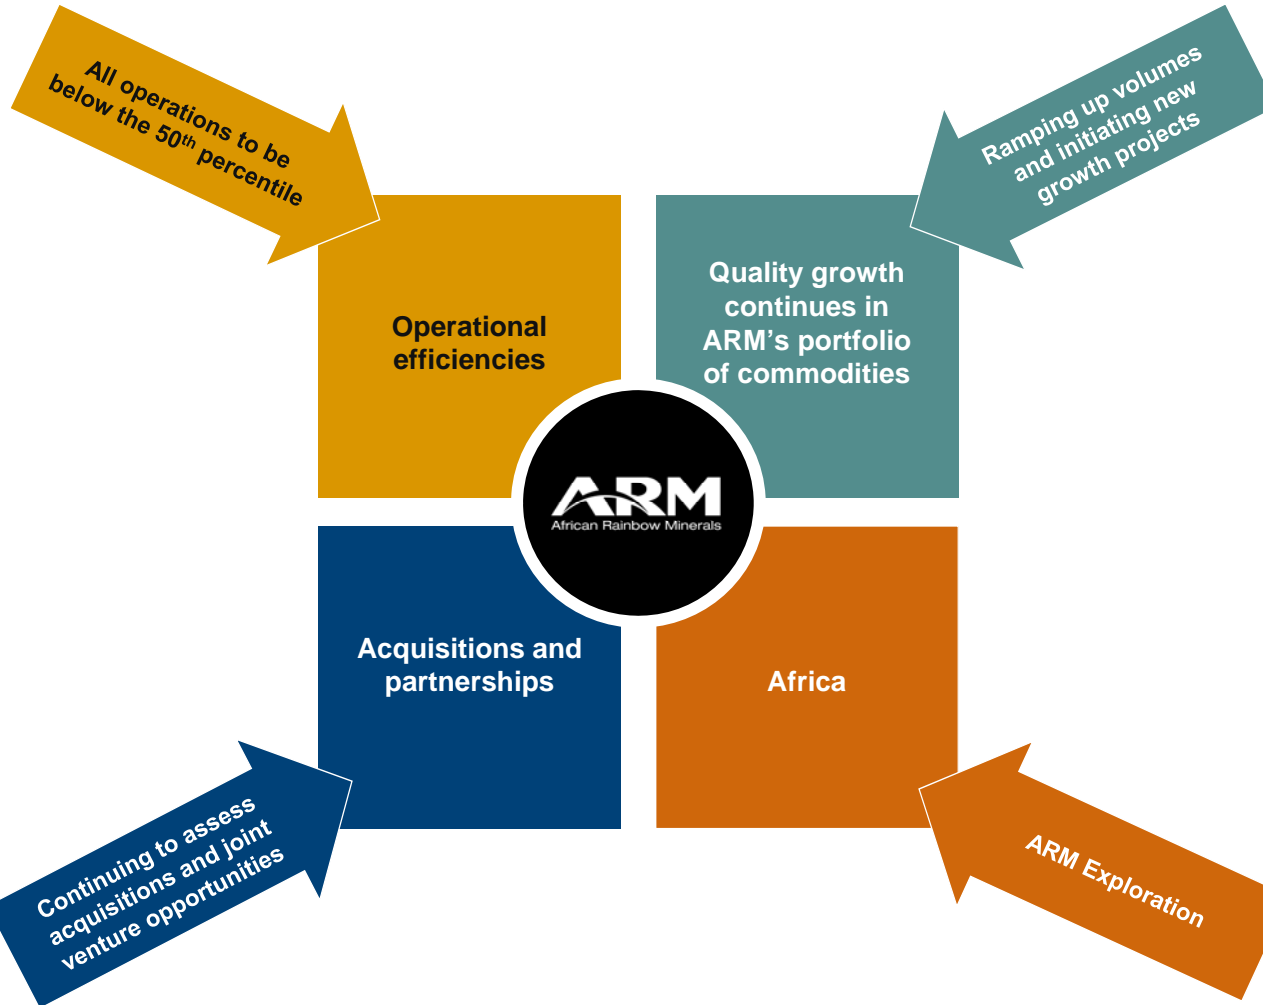 All operations to be
below the 50th percentile
Ramping up volumes
and initiating new
growth projects
Operational
efficiencies
Quality growth
continues in
ARM’s portfolio
of commodities
ARM
African Rainbow Minerals
Acquisitions and
partnerships
Africa
Continuing to assess
acquisitions and joint
venture opportunities
ARM Exploration